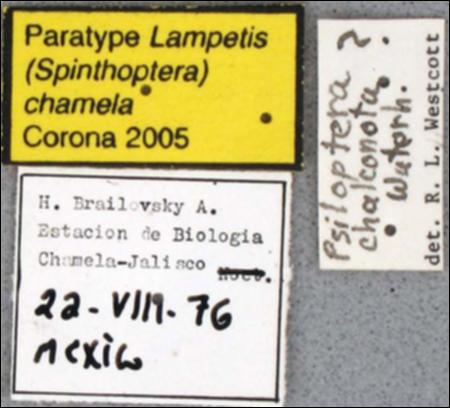 Paratype Lampetis
(Spinthoptera)
chamela
Corona 2005
H. Brailovsky A.
Estacion de Biologia
Chamela-Jalisco Noct.
22-VIII-76
Mexico
Psiloptera ?
chalconota
Waterh.
det. R. L. Westcott